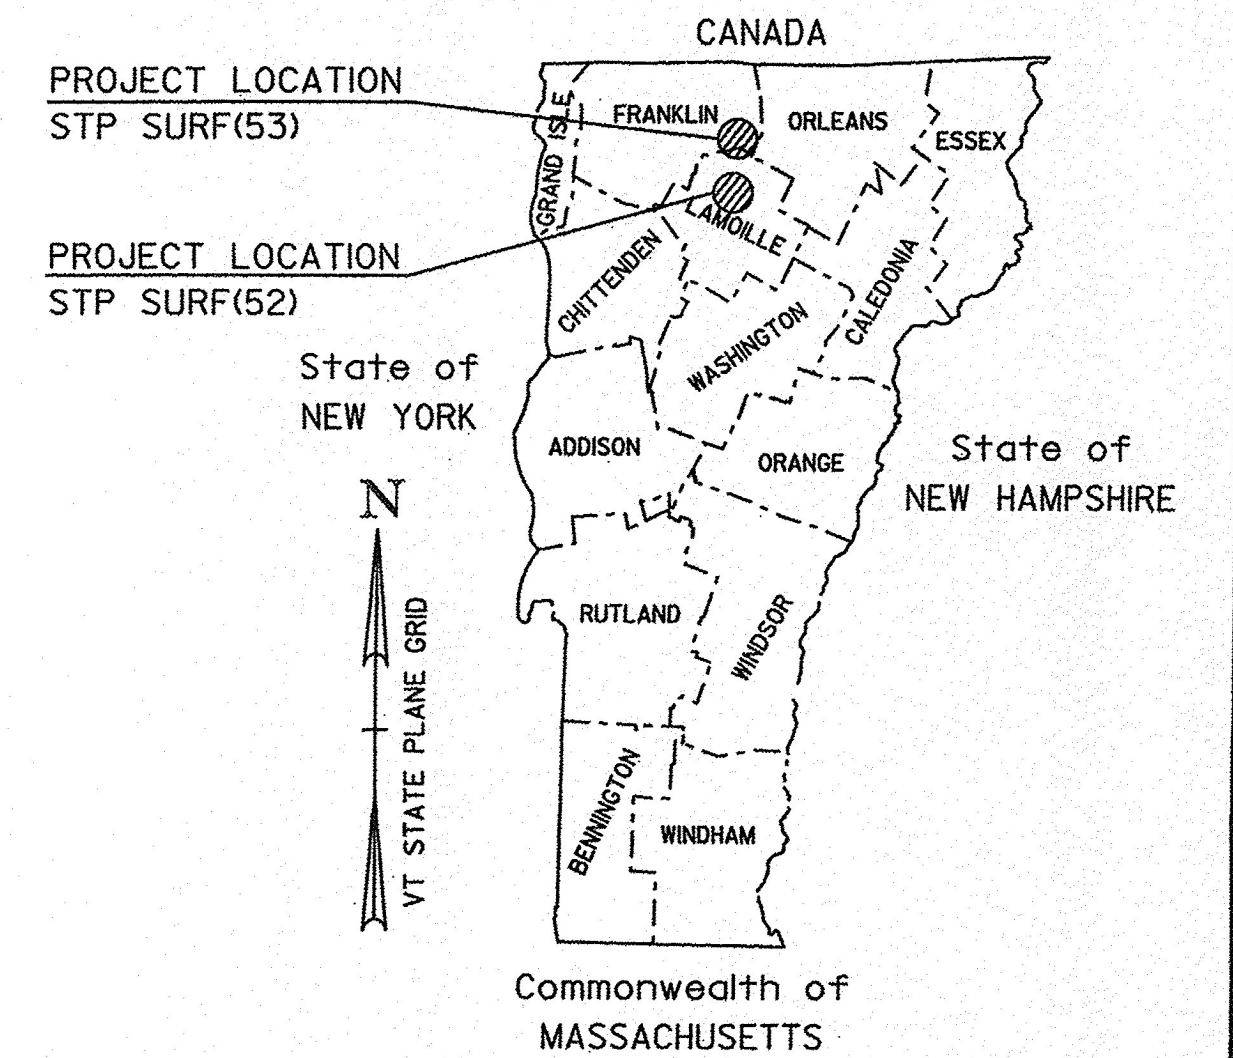 CANADA
PROJECT LOCATION
STP SURF(53)
GRAND ISLE
FRANKLIN
ORLEANS
ESSEX
LAMOILLE
PROJECT LOCATION
STP SURF(52)
CHITTENDEN
CALEDONIA
WASHINGTON
State of
NEW YORK
ADDISON
ORANGE
State of
NEW HAMPSHIRE
N
VT STATE PLANE GRID
RUTLAND
WINDSOR
BENNINGTON
WINDHAM
Commonwealth of
MASSACHUSETTS